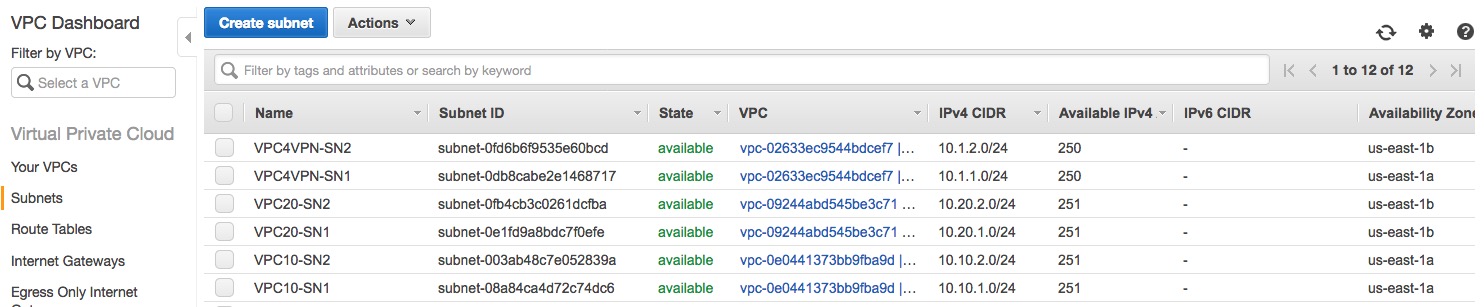 VPC Dashboard
Filter by VPC:
Select a VPC
Virtual Private Cloud
Your VPCs
Subnets
Route Tables
Internet Gateways
Egress Only Internet
Create subnet Actions
Filter by tags and attributes or search by keyword 1 to 12 of 12
Name Subnet ID State VPC IPv4 CIDR Available IPv4 IPv6 CIDR Availability Zone
VPC4VPN-SN2 subnet-0fd6b6f9535e60bcd available vpc-02633ec9544bdcef7 |... 10.1.2.0/24 250 - us-east-1b
VPC4VPN-SN1 subnet-0db8cabe2e1468717 available vpc-02633ec9544bdcef7 |... 10.1.1.0/24 250 - us-east-1a
VPC20-SN2 subnet-0fb4cb3c0261dcfba available vpc-09244abd545be3c71 ... 10.20.2.0/24 251 - us-east-1b
VPC20-SN1 subnet-0e1fd9a8bdc7f0efe available vpc-09244abd545be3c71 ... 10.20.1.0/24 251 - us-east-1b
VPC10-SN2 subnet-003ab48c7e052839a available vpc-0e0441373bb9fba9d |... 10.10.2.0/24 251 - us-east-1a
VPC10-SN1 subnet-08a84ca4d72c74dc6 available vpc-0e0441373bb9fba9d |... 10.10.1.0/24 251 - us-east-1a